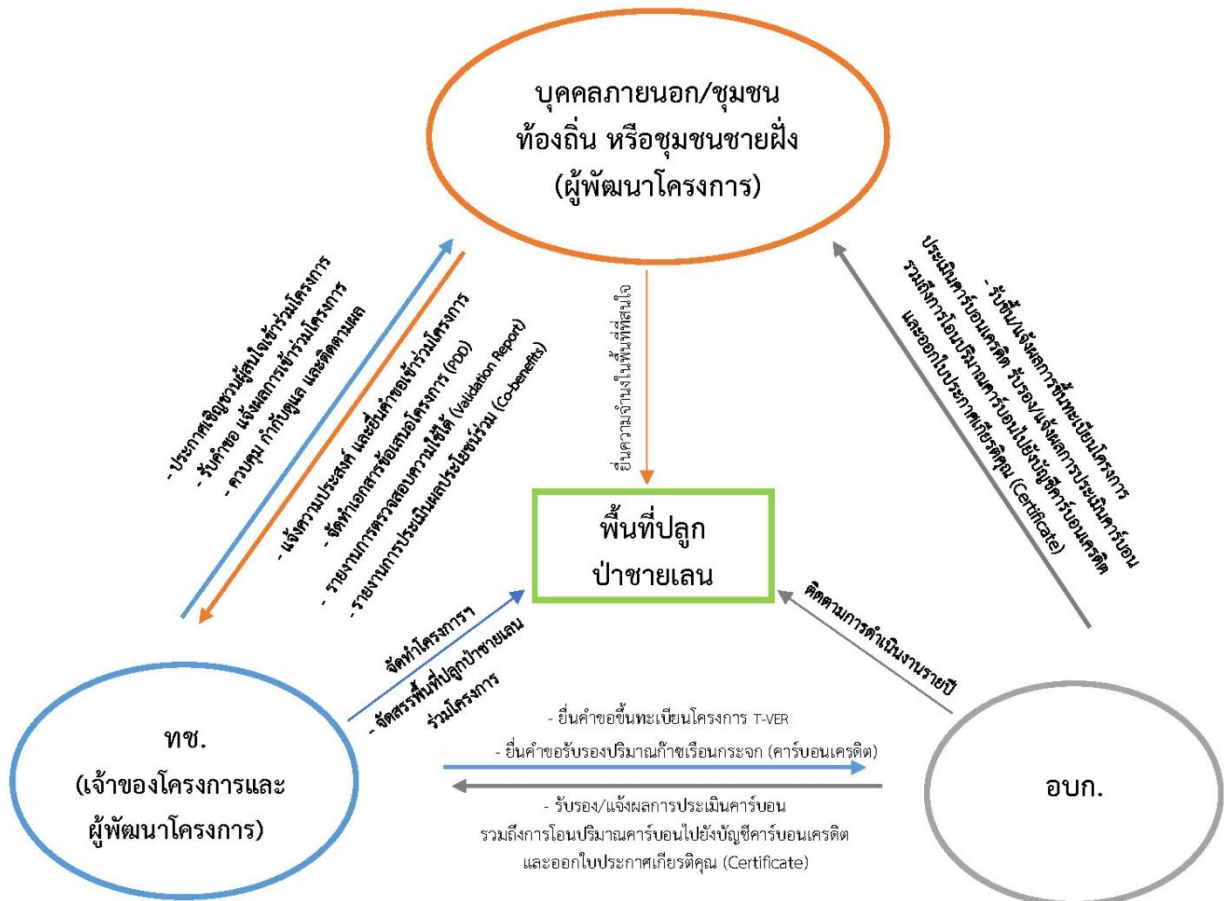 บุคคลภายนอก/ชุมชน
ท้องถิ่น หรือชุมชนชายฝั่ง
(ผู้พัฒนาโครงการ)
- ประกาศเชิญชวนผู้สนใจเข้าร่วมโครงการ
- รับคำขอ แจ้งผลการเข้าร่วมโครงการ
- ควบคุม กำกับดูแล และติดตามผล
- แจ้งความประสงค์ และยื่นคำขอเข้าร่วมโครงการ
- จัดทำเอกสารข้อเสนอโครงการ (PDD)
- รายงานการตรวจสอบความใช้ได้ (Validation Report)
- รายงานการประเมินผลประโยชน์ร่วม (Co-benefits)
ยื่นความจำนงในพื้นที่ที่สนใจ
- รับขึ้น/แจ้งผลการขึ้นทะเบียนโครงการ
ประเมินคาร์บอนเครดิต รับรอง/แจ้งผลการประเมินคาร์บอน
รวมถึงการโอนปริมาณคาร์บอนไปยังบัญชีคาร์บอนเครดิต
และออกใบประกาศเกียรติคุณ (Certificate)
พื้นที่ปลูก
ป่าชายเลน
จัดทำโครงการฯ
- จัดสรรพื้นที่ปลูกป่าชายเลน
ร่วมโครงการ
ติดตามการดำเนินงานรายปี
ทช.
(เจ้าของโครงการและ
ผู้พัฒนาโครงการ)
- ยื่นคำขอขึ้นทะเบียนโครงการ T-VER
- ยื่นคำขอรับรองปริมาณก๊าซเรือนกระจก (คาร์บอนเครดิต)
- รับรอง/แจ้งผลการประเมินคาร์บอน
รวมถึงการโอนปริมาณคาร์บอนไปยังบัญชีคาร์บอนเครดิต
และออกใบประกาศเกียรติคุณ (Certificate)
อบก.